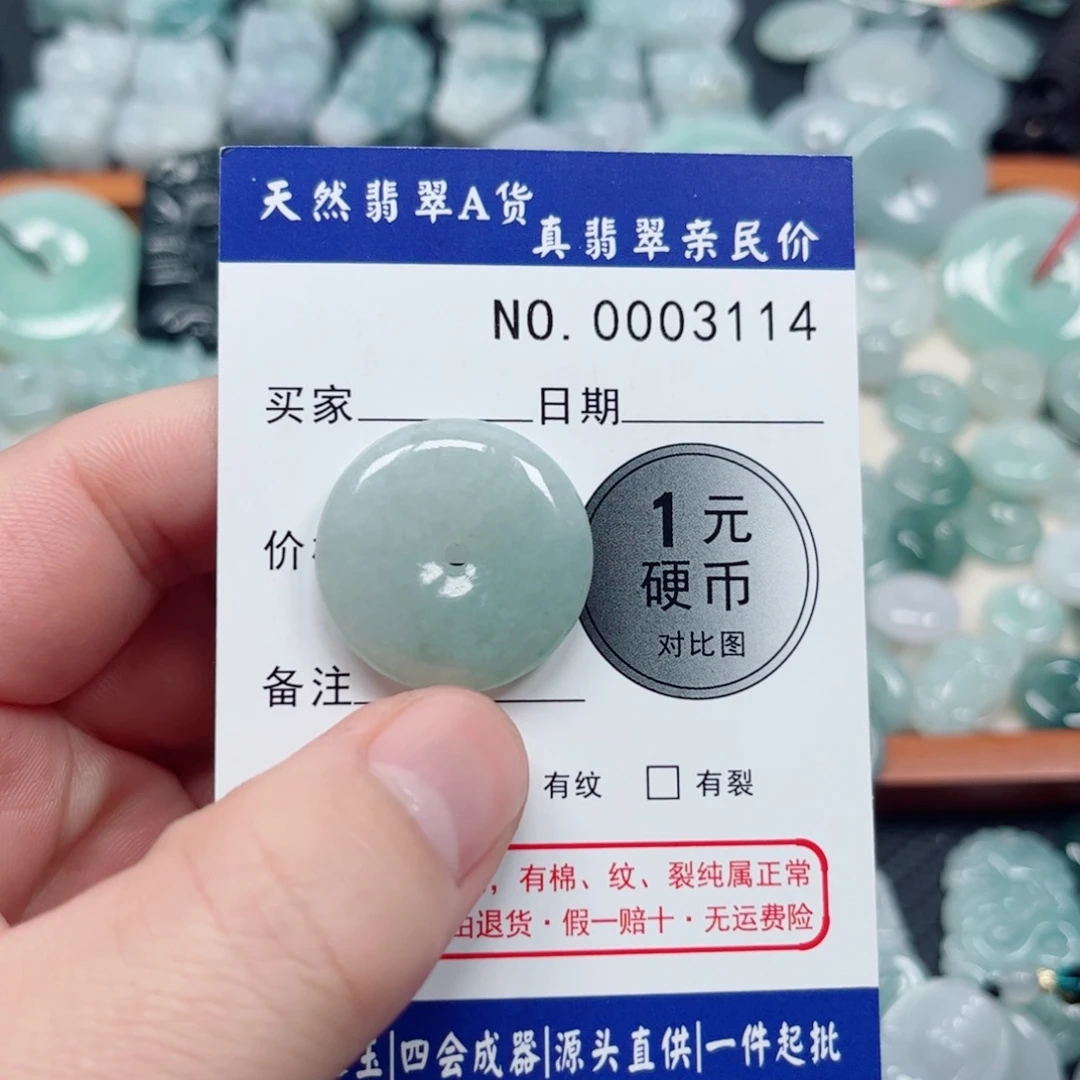 天然翡翠A货
真翡翠亲民价
NO. 0003114
买家 日期
价
1元
硬币
对比图
备注
有纹 □ 有裂
，有棉、纹、裂纯属正常
由退货·假一赔十·无运费险
玉|四会成器|源头直供|一件起批